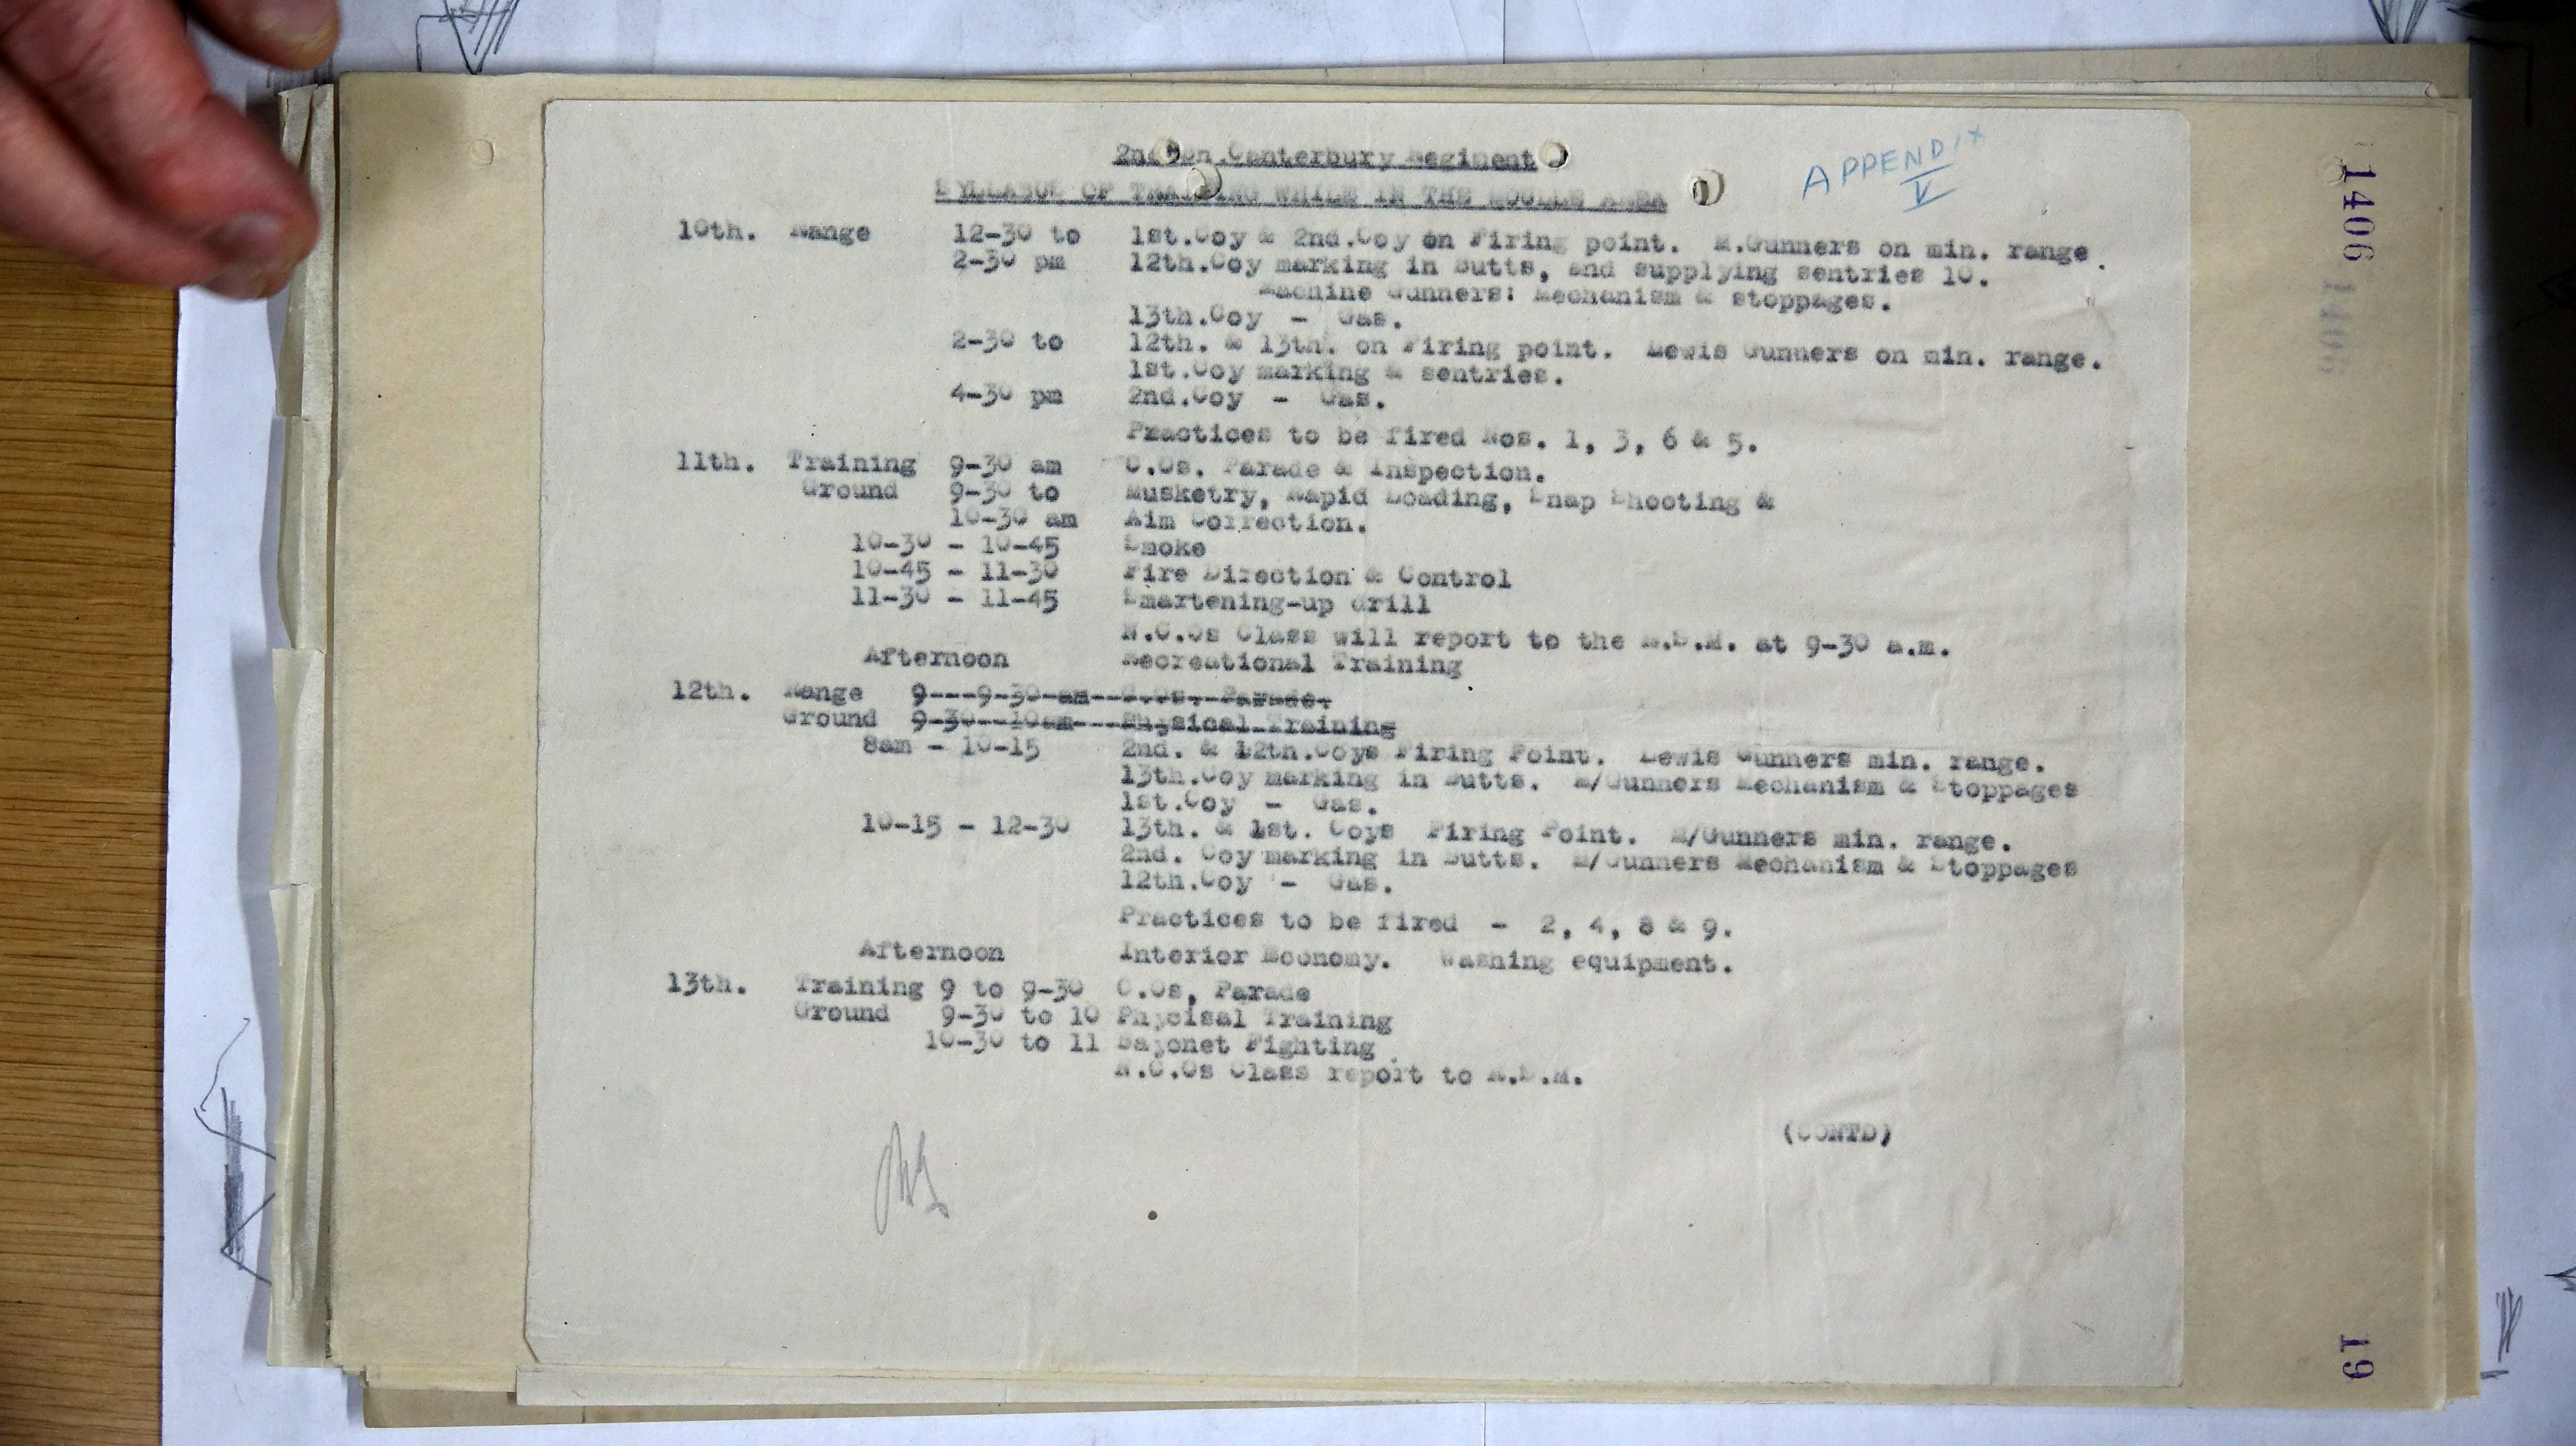 2nd Bn. Canterbury Regiment
APPENDIX
V
SYLLABUS OF TRAINING WHILE IN THE MOULLE AREA
10th. Range 12-30 to 1st.Coy & 2nd.Coy on Firing point. M.Gunners on min. range.
2-30 pm 12th.Coy marking in Butts, and supplying sentries 10.
Machine Gunners: Mechanism & stoppages.
13th.Coy - Gas.
2-30 to 12th. & 13th. on Firing point. Lewis Gunners on min. range.
1st.Coy marking & sentries.
4-30 pm 2nd.Coy - Gas.
Practices to be fired Nos. 1, 3, 6 & 5.
11th. Training 9-30 am C.Os. Parade & Inspection.
Ground 9-30 to Musketry, Rapid Loading, Snap Shooting &
10-30 am Aim Correction.
10-30 - 10-45 Smoke
10-45 - 11-30 Fire Direction & Control
11-30 - 11-45 Smartening-up drill
N.C.Os Class will report to the R.S.M. at 9-30 a.m.
Afternoon Recreational Training
12th. Range 9---9-30-am--C.Os.-Parade.
Ground 9-30--10am---Physical-Training
8am - 10-15 2nd. & 12th.Coys Firing Point. Lewis Gunners min. range.
13th.Coy marking in Butts. M/Gunners Mechanism & Stoppages
1st.Coy - Gas.
10-15 - 12-30 13th. & 1st. Coys Firing Point. M/Gunners min. range.
2nd. Coy marking in Butts. M/Gunners Mechanism & Stoppages
12th.Coy - Gas.
Practices to be fired - 2, 4, 8 & 9.
Afternoon Interior Economy. Washing equipment.
13th. Training 9 to 9-30 C.Os, Parade
Ground 9-30 to 10 Phycisal Training
10-30 to 11 Bayonet Fighting
N.C.Os Class report to R.S.M.
(CONTD)
1406
19